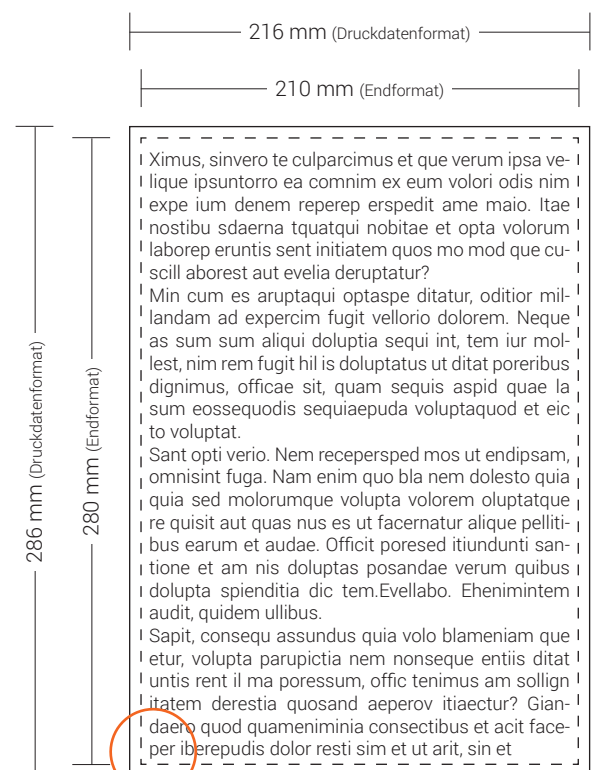 216 mm (Druckdatenformat)
210 mm (Endformat)
286 mm (Druckdatenformat)
280 mm (Endformat)
Ximus, sinvero te culparcimus et que verum ipsa ve-
lique ipsuntorro ea comnim ex eum volori odis nim
expe ium denem reperep erspedit ame maio. Itae
nostibu sdaerna tquatqui nobitae et opta volorum
laborep eruntis sent initiatem quos mo mod que cu-
scill aborest aut evelia deruptatur?
Min cum es aruptaqui optaspe ditatur, oditior mil-
landam ad expercim fugit vellorio dolorem. Neque
as sum sum aliqui doluptia sequi int, tem iur mol-
lest, nim rem fugit hil is doluptatus ut ditat poreribus
dignimus, officae sit, quam sequis aspid quae la
sum eossequodis sequiaepuda voluptaquod et eic
to voluptat.
Sant opti verio. Nem recepersped mos ut endipsam,
omnisint fuga. Nam enim quo bla nem dolesto quia
quia sed molorumque volupta volorem oluptatque
re quisit aut quas nus es ut facernatur alique pelliti-
bus earum et audae. Officit poresed itiundunti san-
tione et am nis doluptas posandae verum quibus
dolupta spienditia dic tem.Evellabo. Ehenimintem
audit, quidem ullibus.
Sapit, consequ assundus quia volo blameniam que
etur, volupta parupictia nem nonseque entiis ditat
untis rent il ma poressum, offic tenimus am sollign
itatem derestia quosand aeperov itiaectur? Gian-
daero quod quameniminia consectibus et acit face-
per iberepudis dolor resti sim et ut arit, sin et